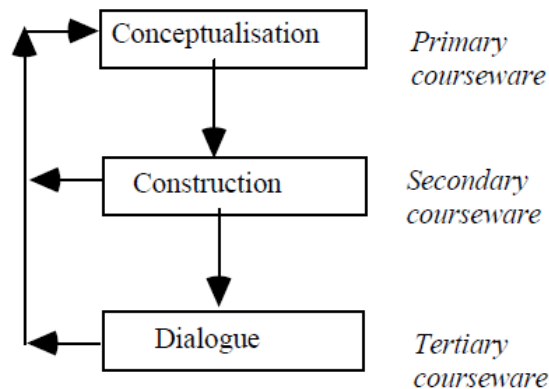 Conceptualisation
Primary
courseware
Construction
Secondary
courseware
Dialogue
Tertiary
courseware